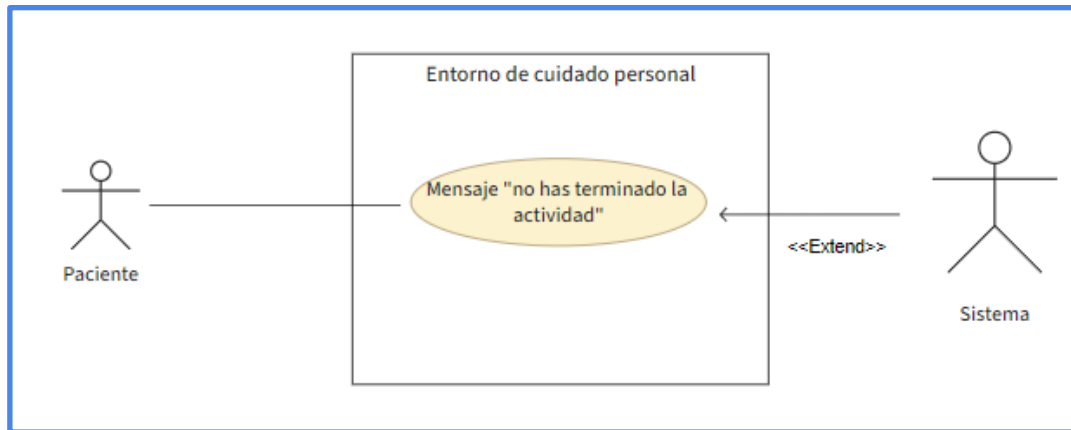 Entorno de cuidado personal
Mensaje "no has terminado la
actividad"
<<Extend>>
Paciente
Sistema